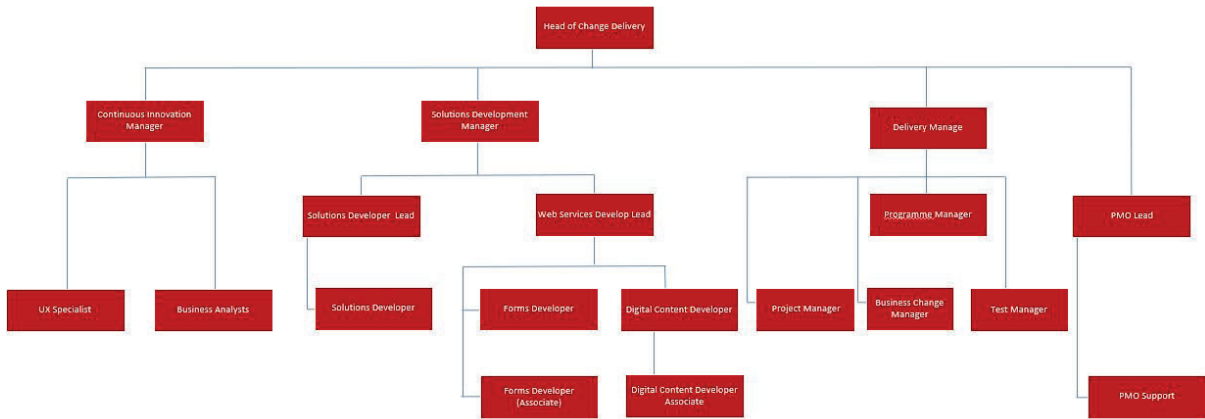 Head of Change Delivery
Continuous Innovation
Manager
Solutions Development
Manager
Delivery Manage
Solutions Developer Lead
Web Services Develop Lead
Programme Manager
PMO Lead
UX Specialist
Business Analysts
Solutions Developer
Forms Developer
Digital Content Developer
Project Manager
Business Change
Manager
Test Manager
Forms Developer
(Associate)
Digital Content Developer
Associate
PMO Support